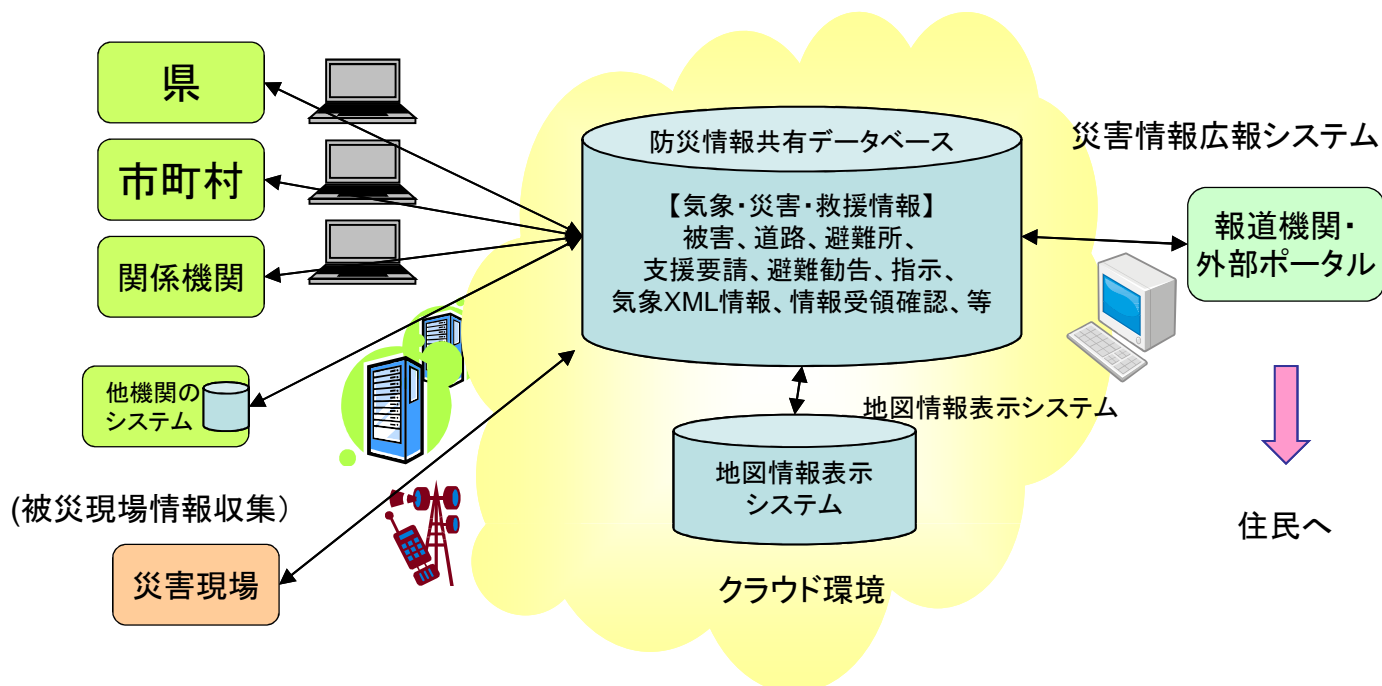 県
市町村
関係機関
他機関の
システム
(被災現場情報収集）
災害現場
防災情報共有データベース
【気象・災害・救援情報】
被害、道路、避難所、
支援要請、避難勧告、指示、
気象XML情報、情報受領確認、等
地図情報表示システム
地図情報表示
システム
クラウド環境
災害情報広報システム
報道機関・
外部ポータル
住民へ